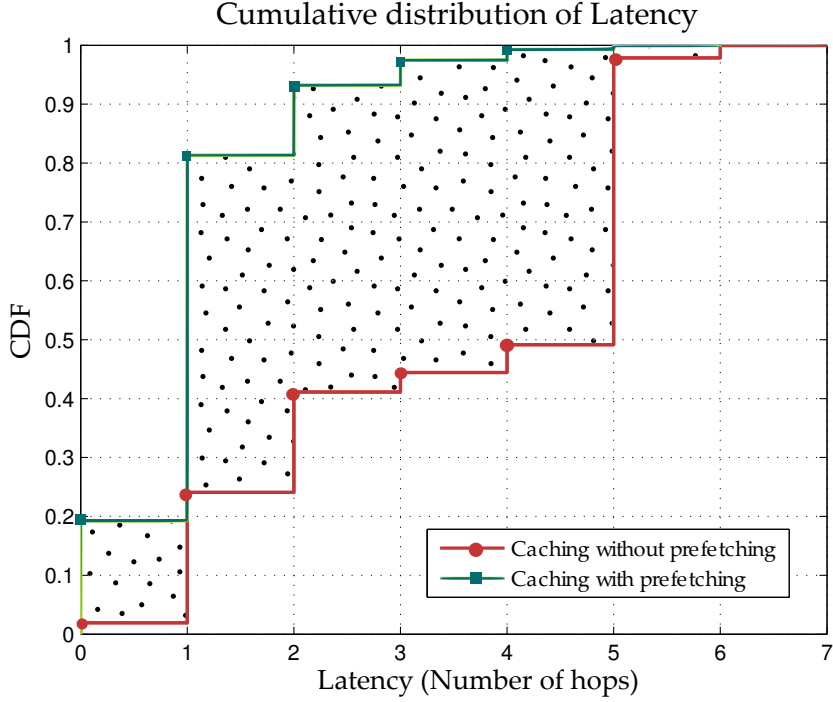 Cumulative distribution of Latency
1
0.9
0.8
0.7
0.6
0.5
0.4
0.3
0.2
0.1
0
CDF
Caching without prefetching
Caching with prefetching
0 1 2 3 4 5 6 7
Latency (Number of hops)